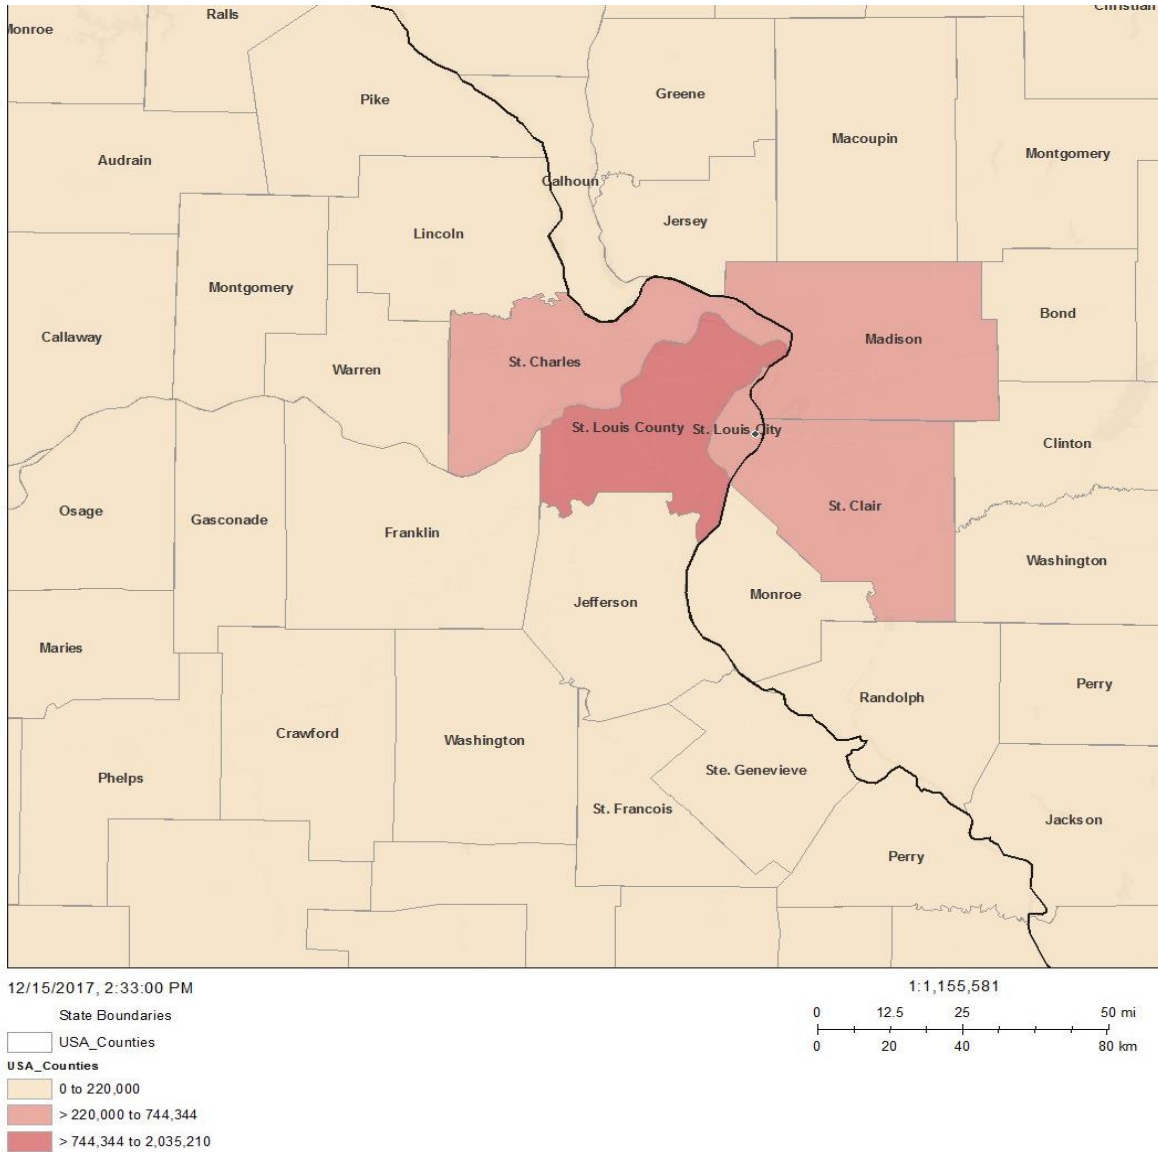 Ralls
Christian
Monroe
Pike
Greene
Macoupin
Montgomery
Audrain
Calhoun
Jersey
Lincoln
Montgomery
Bond
Callaway
Madison
St. Charles
Warren
St. Louis County
St. Louis City
Clinton
St. Clair
Osage
Gasconade
Franklin
Washington
Monroe
Jefferson
Maries
Perry
Randolph
Crawford
Washington
Ste. Genevieve
Phelps
St. Francois
Jackson
Perry
12/15/2017, 2:33:00 PM
1:1,155,581
State Boundaries
USA_Counties
USA_Counties
0 to 220,000
> 220,000 to 744,344
> 744,344 to 2,035,210
0 12.5 25 50 mi
0 20 40 80 km